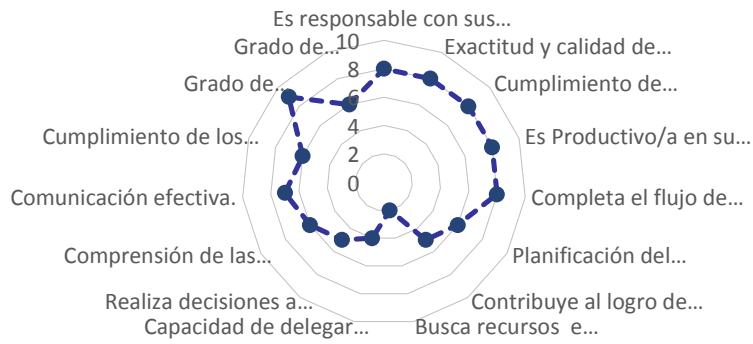 Es responsable con sus...
Exactitud y calidad de...
Cumplimiento de...
Es Productivo/a en su...
Completa el flujo de...
Planificación del...
Contribuye al logro de...
Busca recursos  e...
Capacidad de delegar...
Realiza decisiones a...
Comprensión de las...
Comunicación efectiva.
Cumplimiento de los...
Grado de...
Grado de...
10
8
6
4
2
0